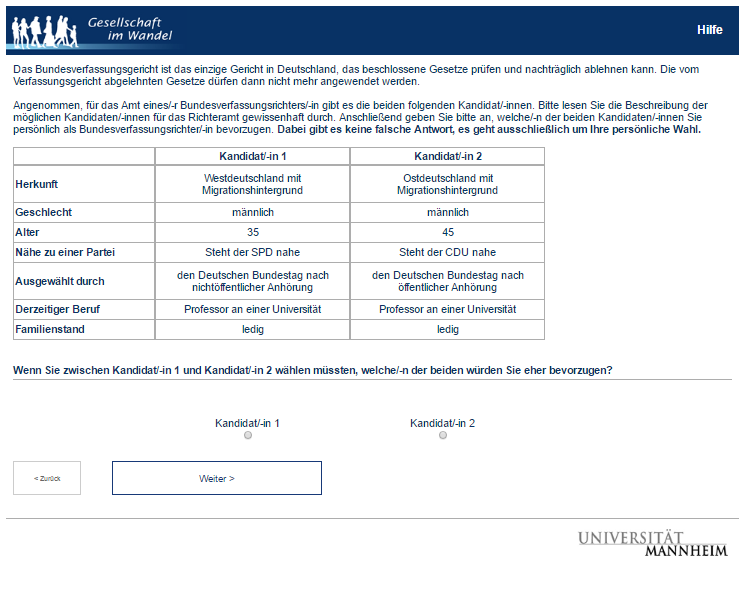 Gesellschaft
im Wandel
Hilfe
Das Bundesverfassungsgericht ist das einzige Gericht in Deutschland, das beschlossene Gesetze prüfen und nachträglich ablehnen kann. Die vom
Verfassungsgericht abgelehnten Gesetze dürfen dann nicht mehr angewendet werden.
Angenommen, für das Amt eines/-r Bundesverfassungsrichters/-in gibt es die beiden folgenden Kandidat/-innen. Bitte lesen Sie die Beschreibung der
möglichen Kandidaten/-innen für das Richteramt gewissenhaft durch. Anschließend geben Sie bitte an, welche/-n der beiden Kandidaten/-innen Sie
persönlich als Bundesverfassungsrichter/-in bevorzugen. Dabei gibt es keine falsche Antwort, es geht ausschließlich um Ihre persönliche Wahl.
Kandidat/-in 1 Kandidat/-in 2
Herkunft Westdeutschland mit Migrationshintergrund Ostdeutschland mit Migrationshintergrund
Geschlecht männlich männlich
Alter 35 45
Nähe zu einer Partei Steht der SPD nahe Steht der CDU nahe
Ausgewählt durch den Deutschen Bundestag nach nichtöffentlicher Anhörung den Deutschen Bundestag nach öffentlicher Anhörung
Derzeitiger Beruf Professor an einer Universität Professor an einer Universität
Familienstand ledig ledig
Wenn Sie zwischen Kandidat/-in 1 und Kandidat/-in 2 wählen müssten, welche/-n der beiden würden Sie eher bevorzugen?
Kandidat/-in 1 Kandidat/-in 2
< Zurück Weiter >
UNIVERSITÄT
MANNHEIM